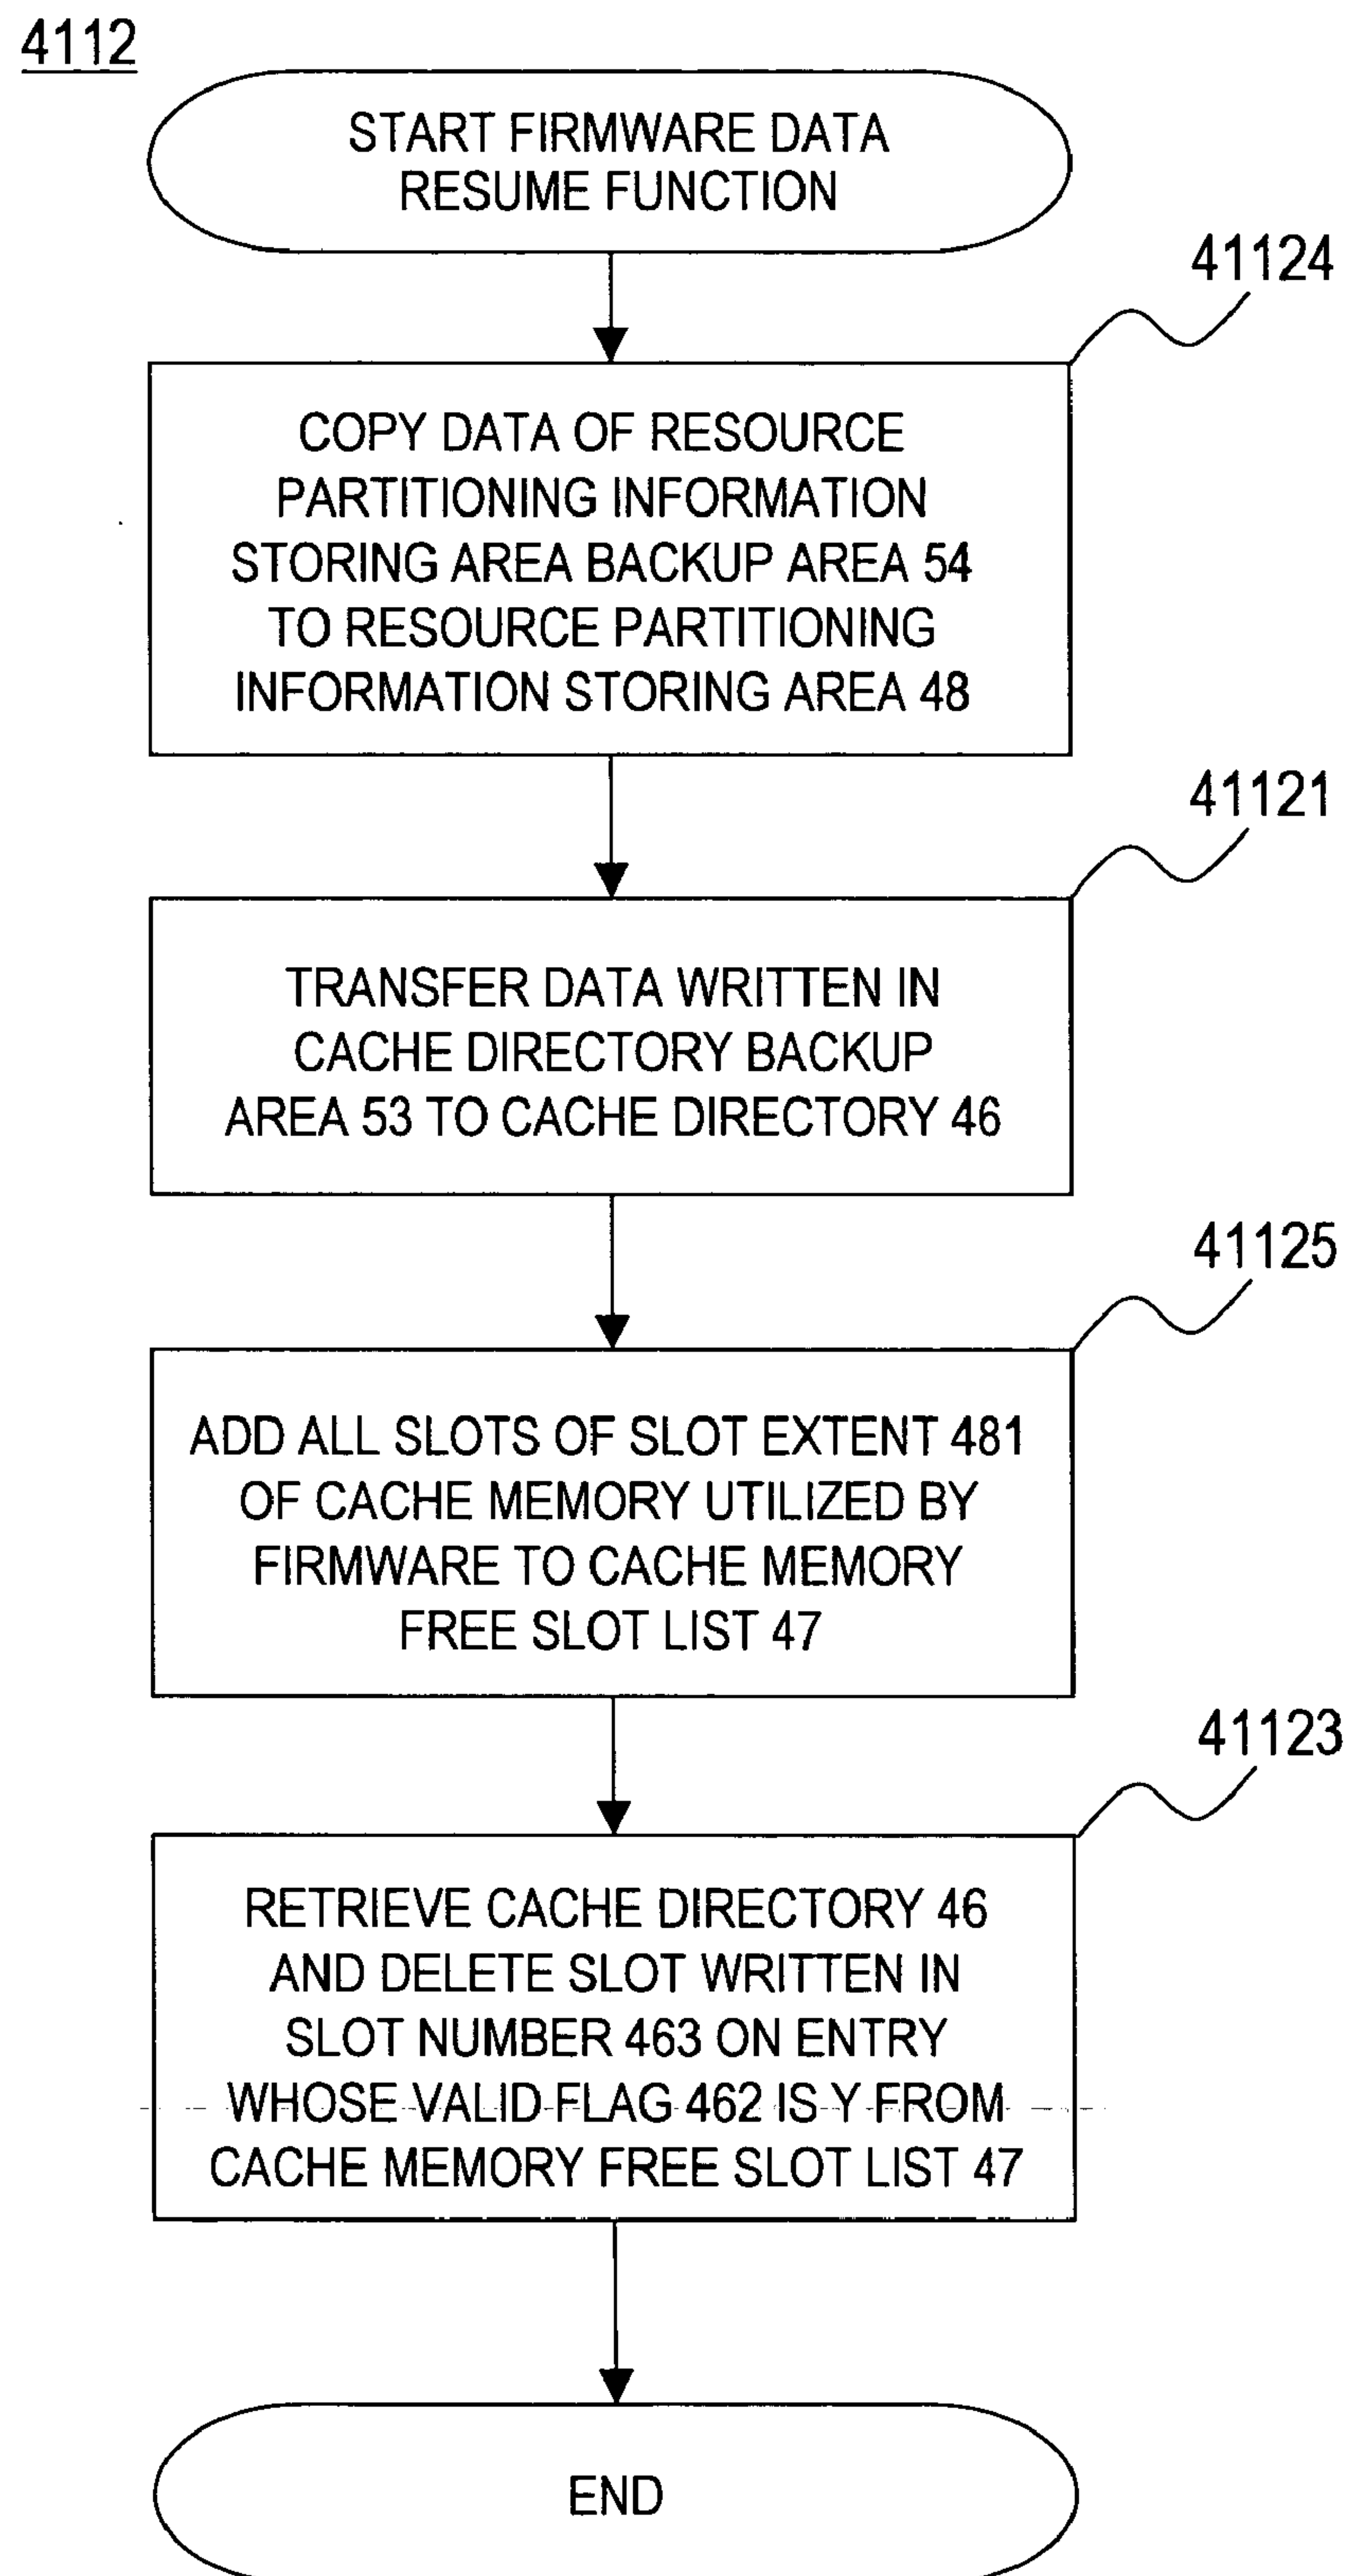 4112
START FIRMWARE DATA
RESUME FUNCTION
41124
COPY DATA OF RESOURCE
PARTITIONING INFORMATION
STORING AREA BACKUP AREA 54
TO RESOURCE PARTITIONING
INFORMATION STORING AREA 48
41121
TRANSFER DATA WRITTEN IN
CACHE DIRECTORY BACKUP
AREA 53 TO CACHE DIRECTORY 46
41125
ADD ALL SLOTS OF SLOT EXTENT 481
OF CACHE MEMORY UTILIZED BY
FIRMWARE TO CACHE MEMORY
FREE SLOT LIST 47
41123
RETRIEVE CACHE DIRECTORY 46
AND DELETE SLOT WRITTEN IN
SLOT NUMBER 463 ON ENTRY
WHOSE VALID FLAG 462 IS Y FROM
CACHE MEMORY FREE SLOT LIST 47
END